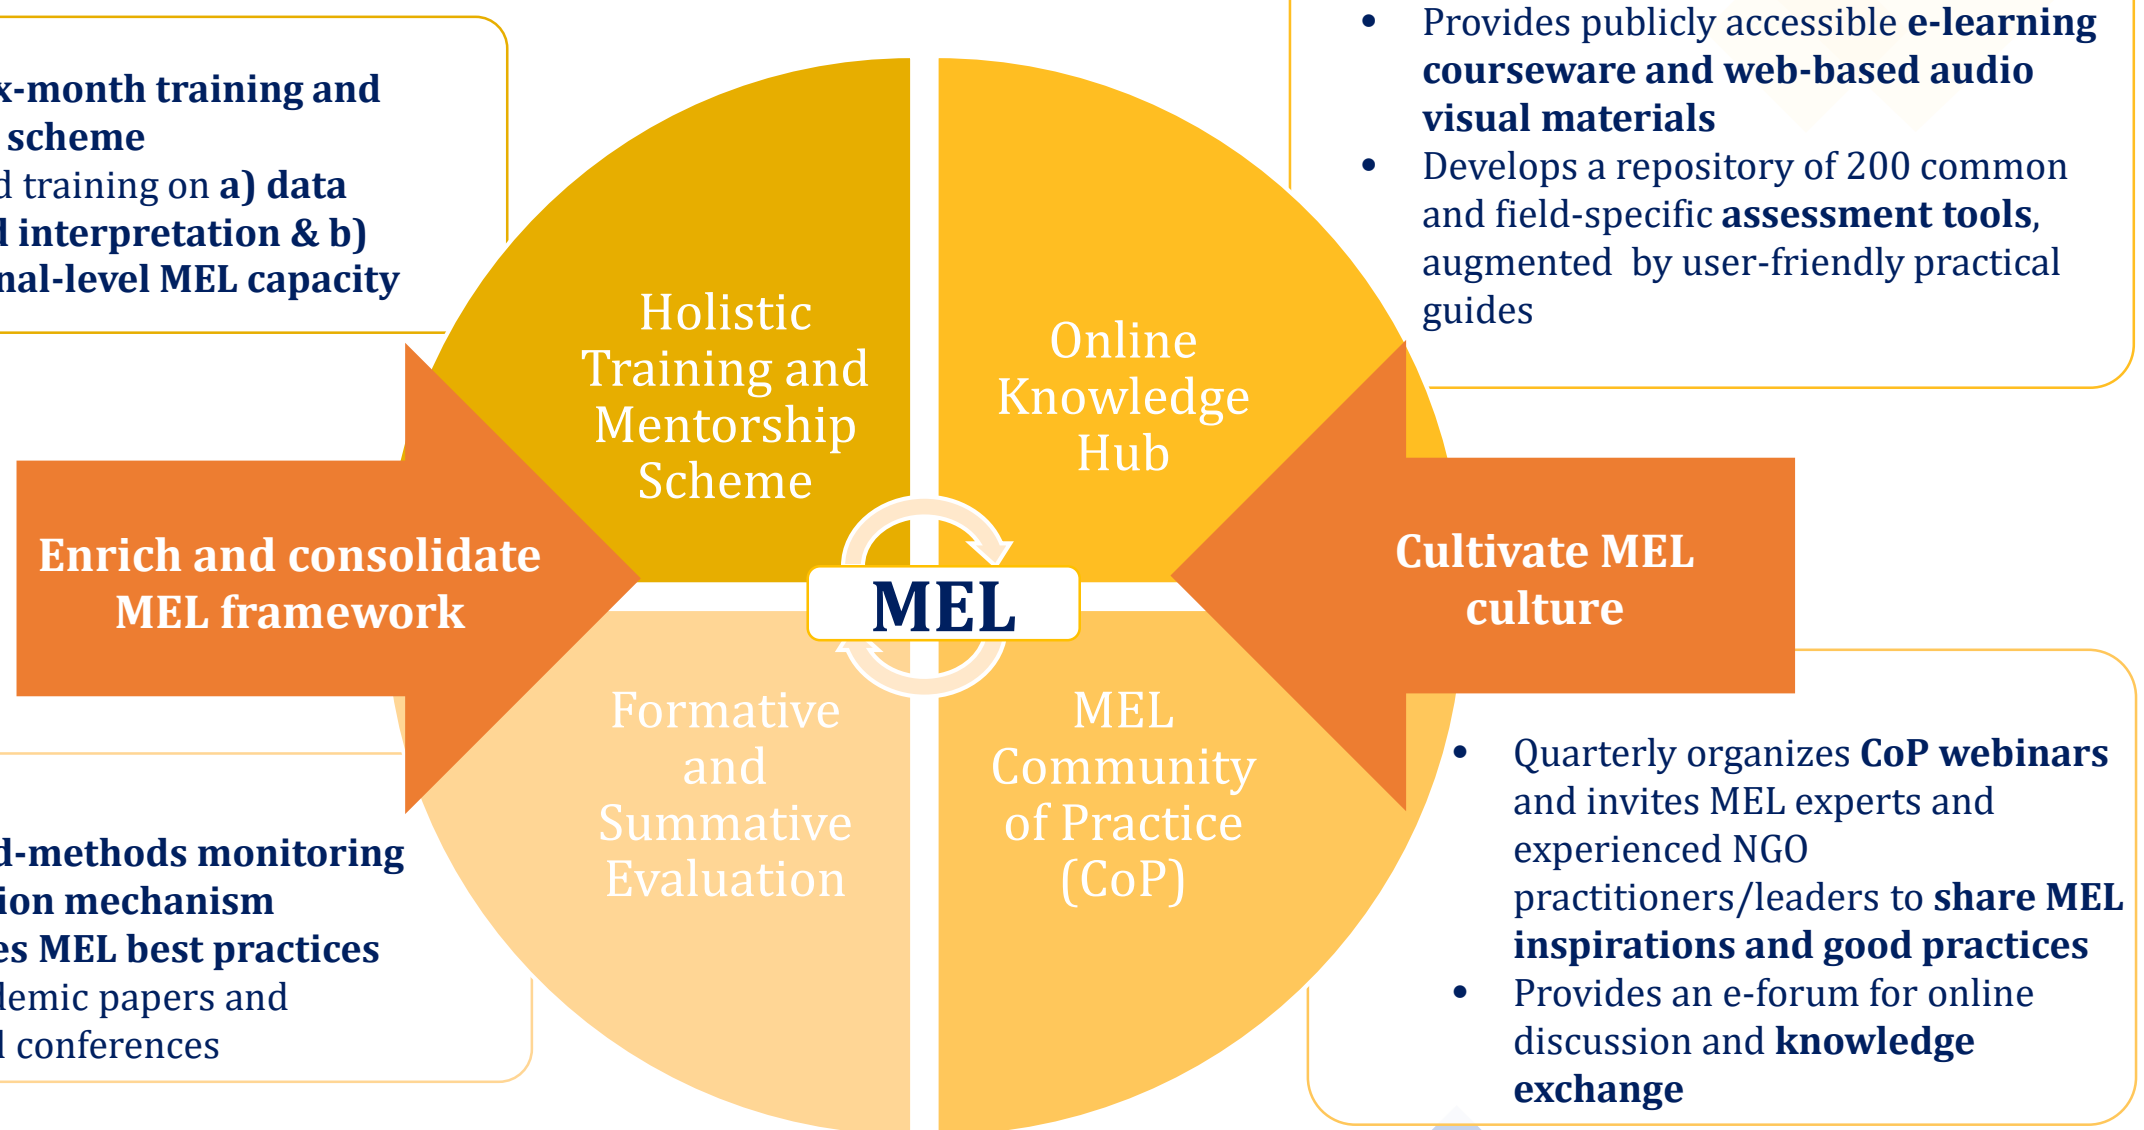 x-month training and
scheme
d training on a) data
d interpretation & b)
nal-level MEL capacity
• Provides publicly accessible e-learning
courseware and web-based audio
visual materials
• Develops a repository of 200 common
and field-specific assessment tools,
augmented by user-friendly practical
guides
Holistic
Training and
Mentorship
Scheme
Online
Knowledge
Hub
Enrich and consolidate
MEL framework
MEL
Cultivate MEL
culture
Formative
and
Summative
Evaluation
MEL
Community
of Practice
(CoP)
d-methods monitoring
ion mechanism
es MEL best practices
demic papers and
l conferences
• Quarterly organizes CoP webinars
and invites MEL experts and
experienced NGO
practitioners/leaders to share MEL
inspirations and good practices
• Provides an e-forum for online
discussion and knowledge
exchange